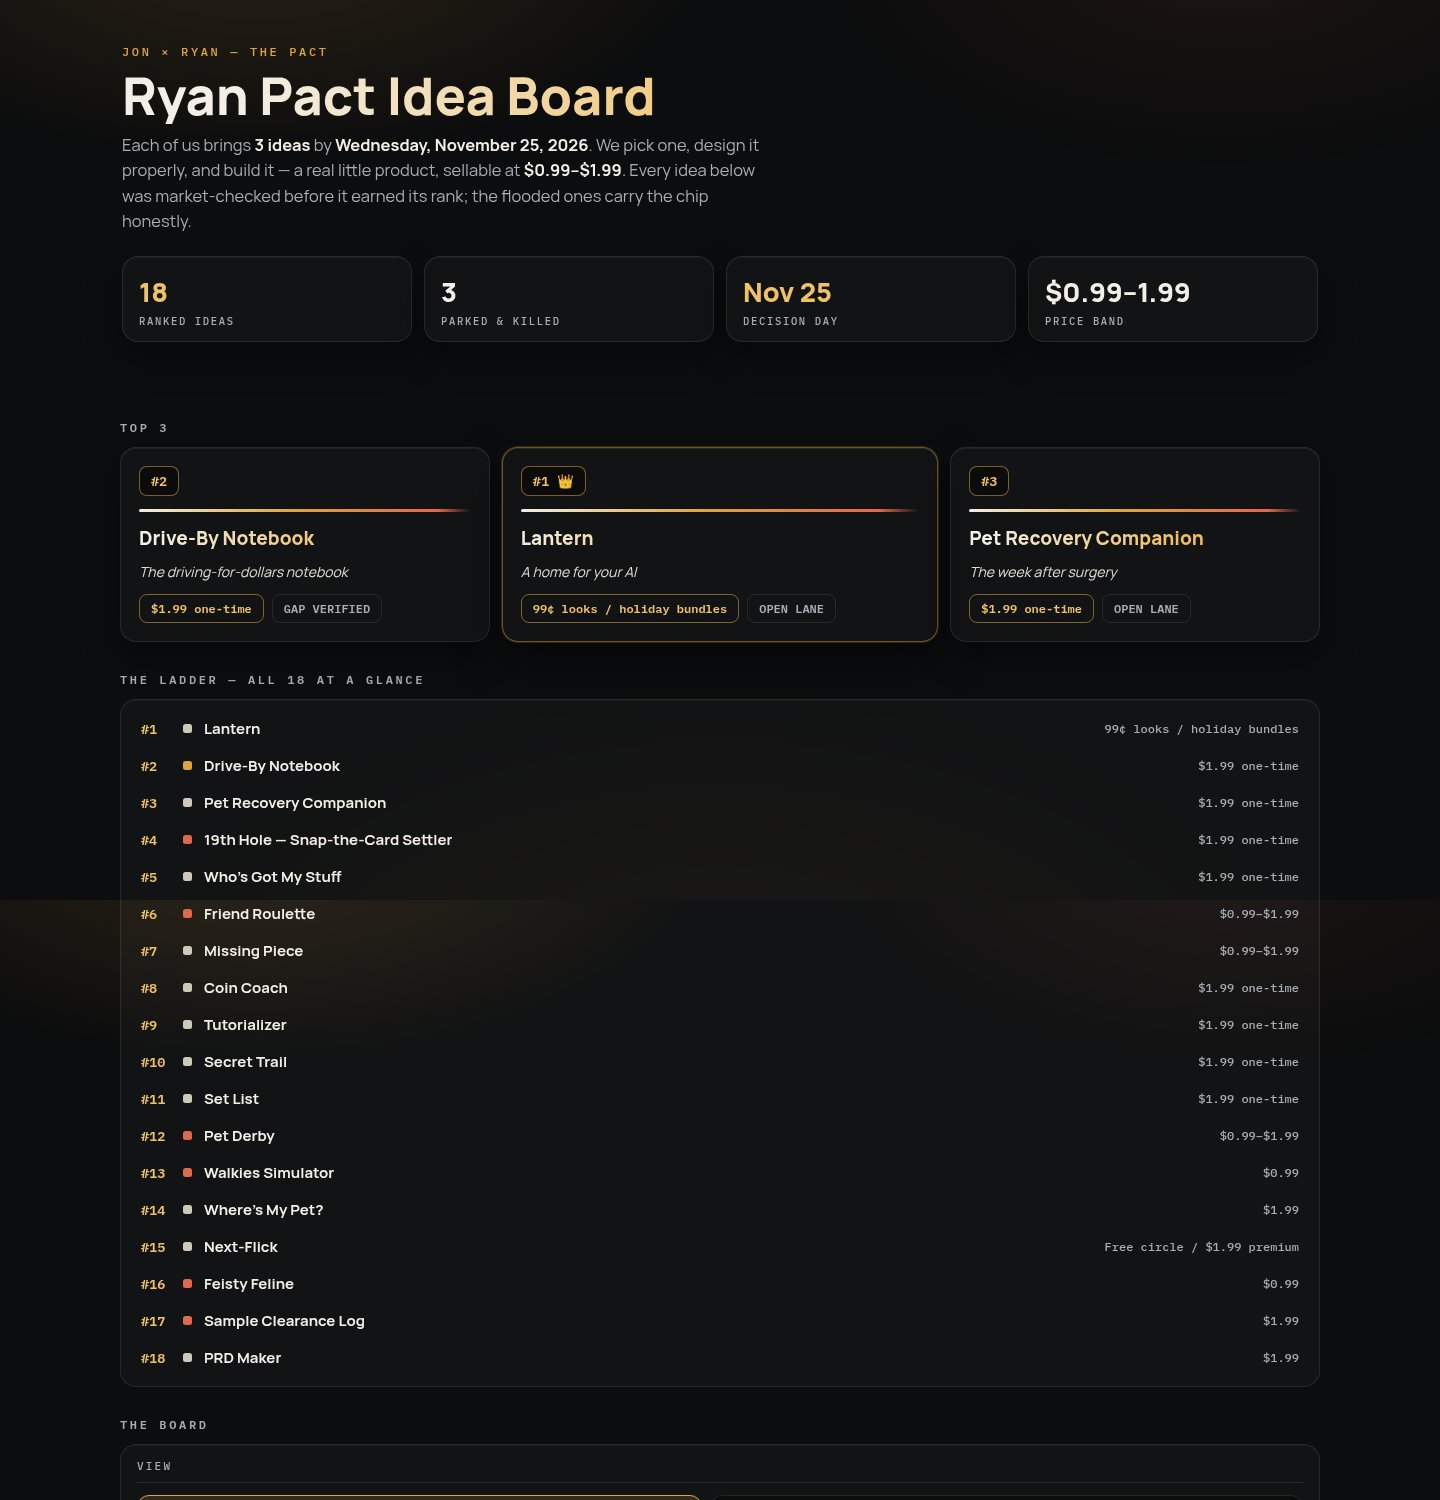 JON × RYAN — THE PACT
Ryan Pact Idea Board
Each of us brings 3 ideas by Wednesday, November 25, 2026. We pick one, design it
properly, and build it — a real little product, sellable at $0.99–$1.99. Every idea below
was market-checked before it earned its rank; the flooded ones carry the chip
honestly.
18
RANKED IDEAS
3
PARKED & KILLED
Nov 25
DECISION DAY
$0.99–1.99
PRICE BAND
TOP 3
#2
Drive-By Notebook
The driving-for-dollars notebook
$1.99 one-time GAP VERIFIED
#1 👑
Lantern
A home for your AI
99¢ looks / holiday bundles OPEN LANE
#3
Pet Recovery Companion
The week after surgery
$1.99 one-time OPEN LANE
THE LADDER — ALL 18 AT A GLANCE
#1 Lantern 99¢ looks / holiday bundles
#2 Drive-By Notebook $1.99 one-time
#3 Pet Recovery Companion $1.99 one-time
#4 19th Hole — Snap-the-Card Settler $1.99 one-time
#5 Who's Got My Stuff $1.99 one-time
#6 Friend Roulette $0.99–$1.99
#7 Missing Piece $0.99–$1.99
#8 Coin Coach $1.99 one-time
#9 Tutorializer $1.99 one-time
#10 Secret Trail $1.99 one-time
#11 Set List $1.99 one-time
#12 Pet Derby $0.99–$1.99
#13 Walkies Simulator $0.99
#14 Where's My Pet? $1.99
#15 Next-Flick Free circle / $1.99 premium
#16 Feisty Feline $0.99
#17 Sample Clearance Log $1.99
#18 PRD Maker $1.99
THE BOARD
VIEW